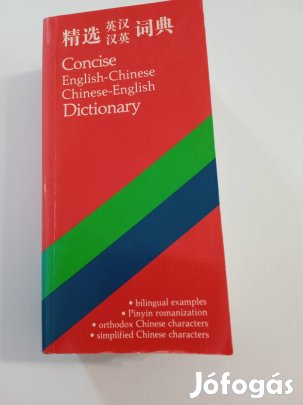 精选 英汉 词典
汉英
Concise
English-Chinese
Chinese-English
Dictionary
• bilingual examples
• Pinyin romanization
• orthodox Chinese characters
• simplified Chinese characters
Jófogás